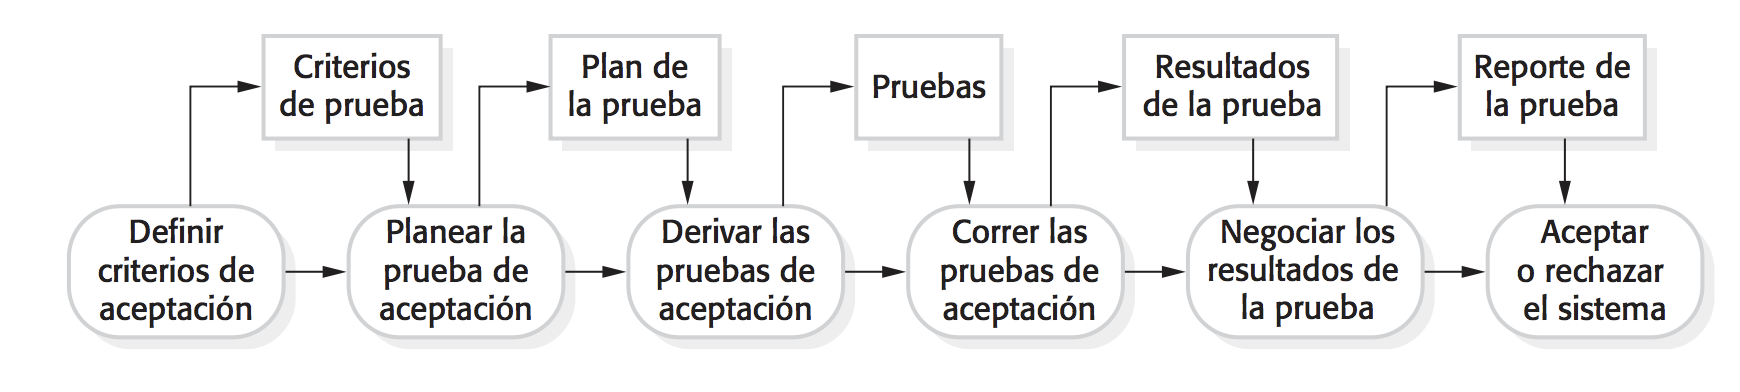 Criterios
de prueba
Plan de
la prueba
Pruebas
Resultados
de la prueba
Reporte de
la prueba
Definir
criterios de
aceptación
Planear la
prueba de
aceptación
Derivar las
pruebas de
aceptación
Correr las
pruebas de
aceptación
Negociar los
resultados de
la prueba
Aceptar
o rechazar
el sistema